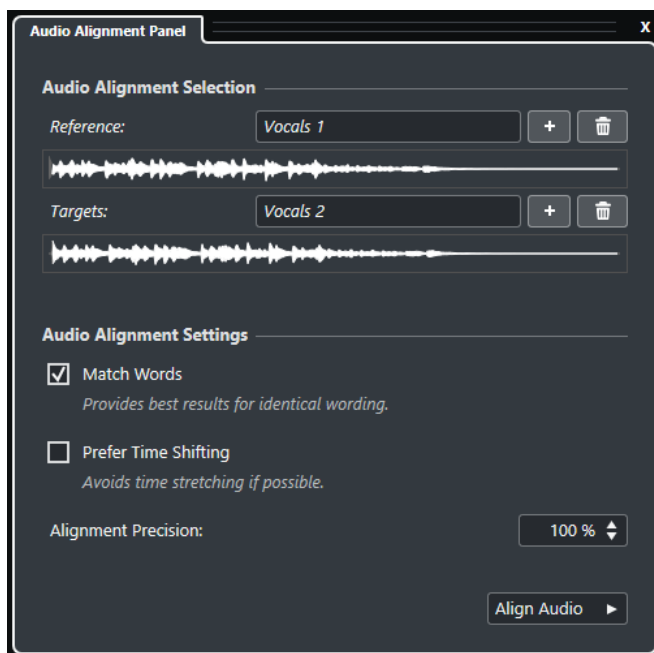 Audio Alignment Panel
X
Audio Alignment Selection
Reference: Vocals 1 +
Targets: Vocals 2 +
Audio Alignment Settings
Match Words
Provides best results for identical wording.
Prefer Time Shifting
Avoids time stretching if possible.
Alignment Precision: 100 %
Align Audio